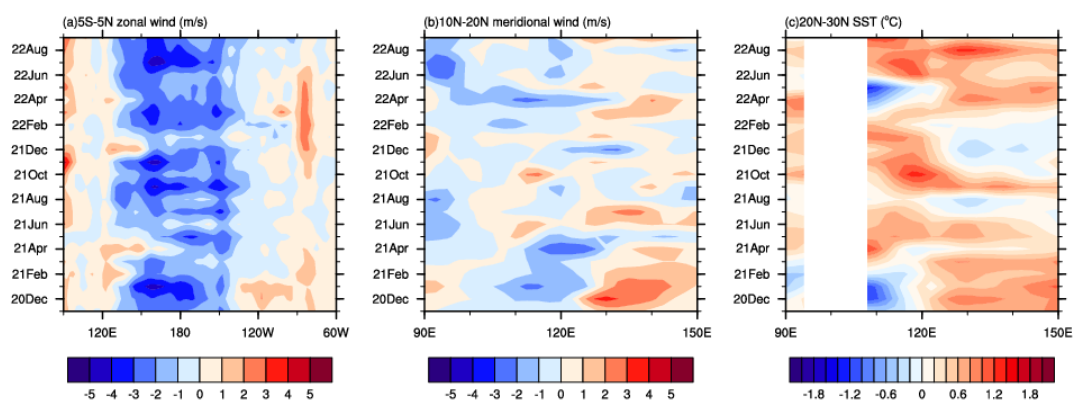 (a)5S-5N zonal wind (m/s)
22Aug
22Jun
22Apr
22Feb
21Dec
21Oct
21Aug
21Jun
21Apr
21Feb
20Dec
120E 180 120W 60W
-5 -4 -3 -2 -1 0 1 2 3 4 5
(b)10N-20N meridional wind (m/s)
22Aug
22Jun
22Apr
22Feb
21Dec
21Oct
21Aug
21Jun
21Apr
21Feb
20Dec
90E 120E 150E
-5 -4 -3 -2 -1 0 1 2 3 4 5
(c)20N-30N SST (°C)
22Aug
22Jun
22Apr
22Feb
21Dec
21Oct
21Aug
21Jun
21Apr
21Feb
20Dec
90E 120E 150E
-1.8 -1.2 -0.6 0 0.6 1.2 1.8